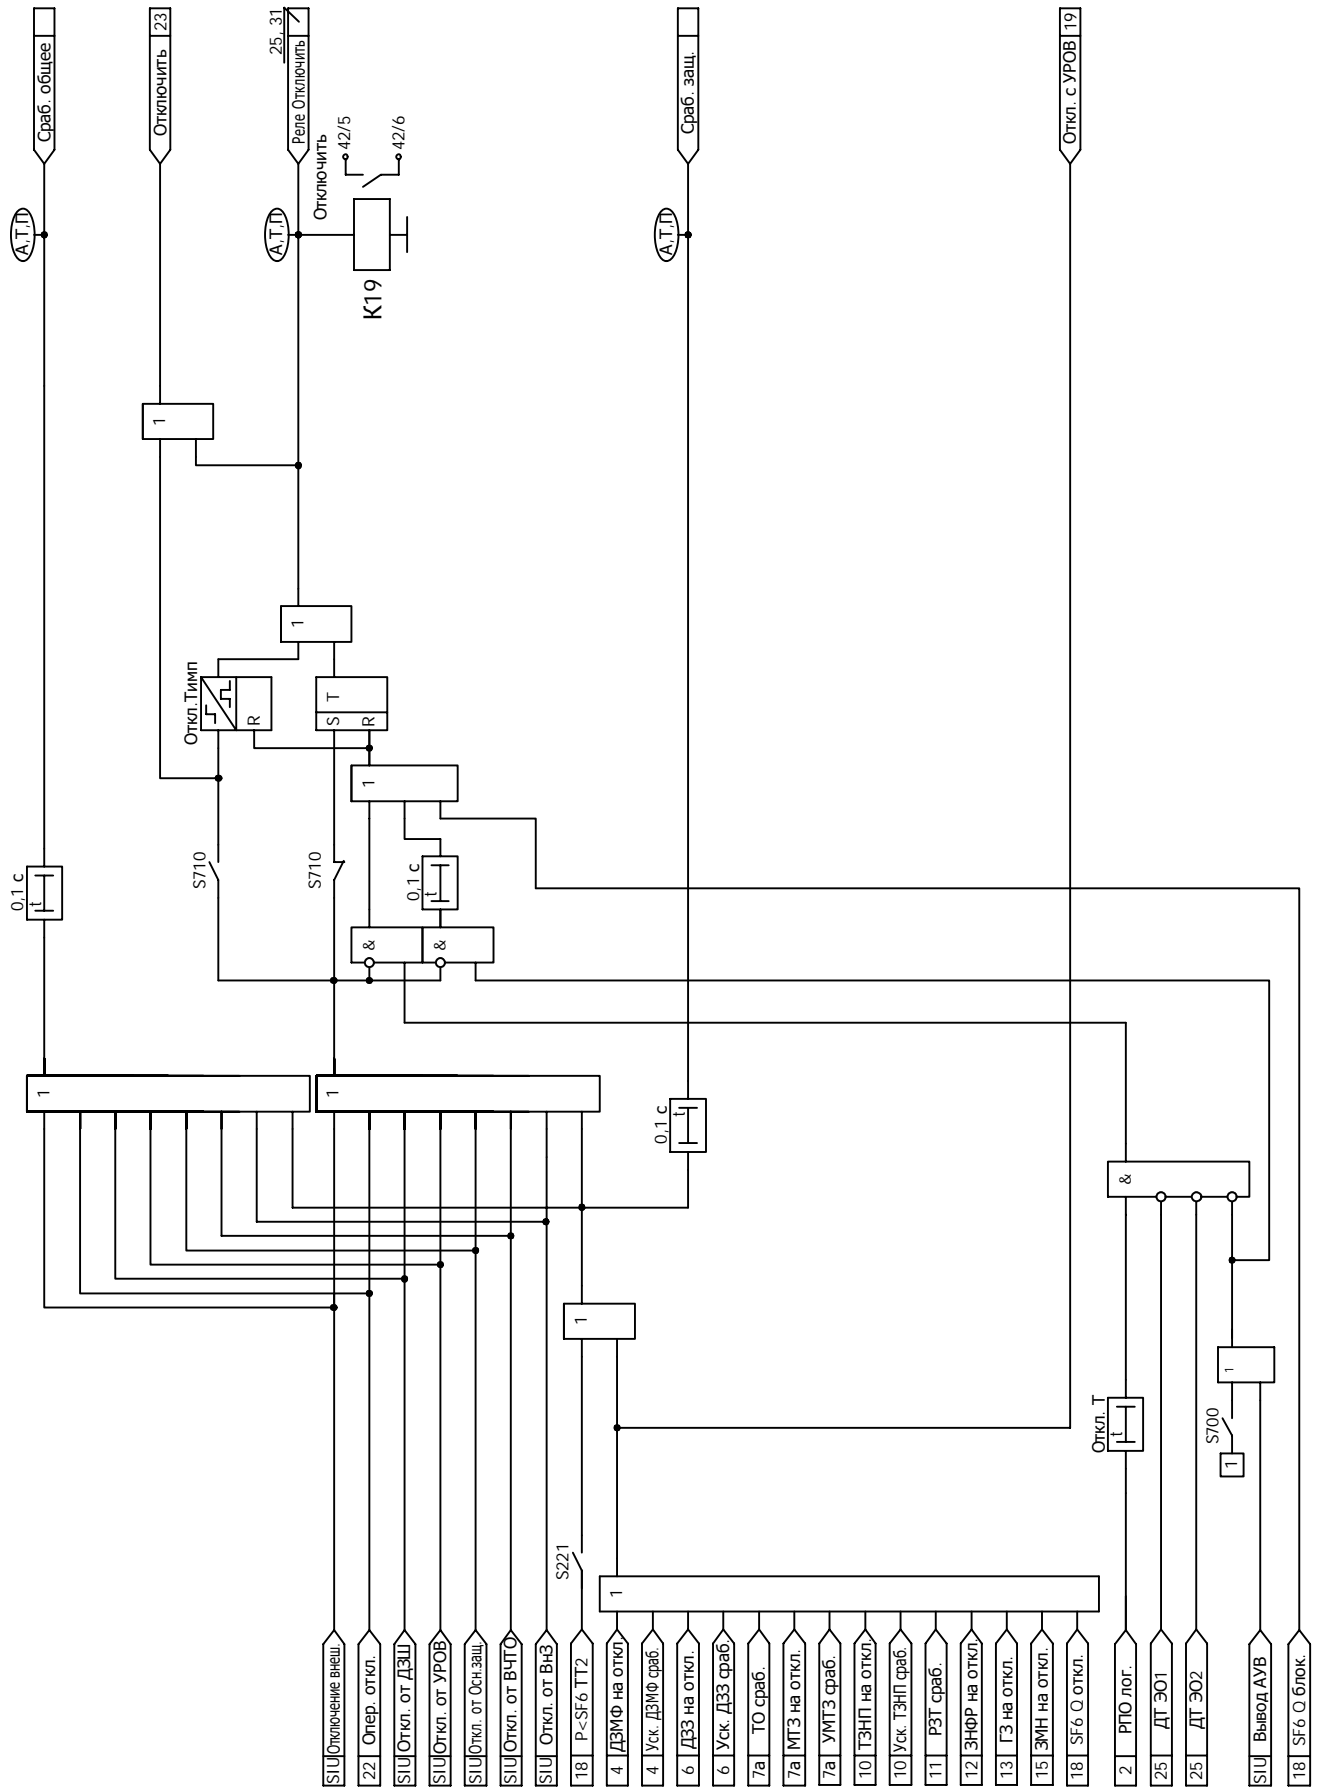 Сраб. общее
Отключить 23
25, 31
Реле Отключить
Сраб. защ.
Откл. с УРОВ 19
А,Т,П
А,Т,П
А,Т,П
Отключить
42/5
42/6
К19
1
1
Откл.Тимп
R
S T
R
1
0,1 с
t
S710
S710
0,1 с
t
&
&
1
1
0,1 с
t
&
1
Откл. Т
t
S700
1
1
S221
1
SIU Отключение внеш.
22 Опер. откл.
SIU Откл. от ДЗШ
SIU Откл. от УРОВ
SIU Откл. от Осн.защ.
SIU Откл. от ВЧТО
SIU Откл. от ВнЗ
18 P<SF6 ТТ2
4 ДЗМФ на откл.
4 Уск. ДЗМФ сраб.
6 ДЗЗ на откл.
6 Уск. ДЗЗ сраб.
7а ТО сраб.
7а МТЗ на откл.
7а УМТЗ сраб.
10 ТЗНП на откл.
10 Уск. ТЗНП сраб.
11 РЗТ сраб.
12 ЗНФР на откл.
13 ГЗ на откл.
15 ЗМН на откл.
18 SF6 Q откл.
2 РПО лог.
25 ДТ ЭО1
25 ДТ ЭО2
SIU Вывод АУВ
18 SF6 Q блок.